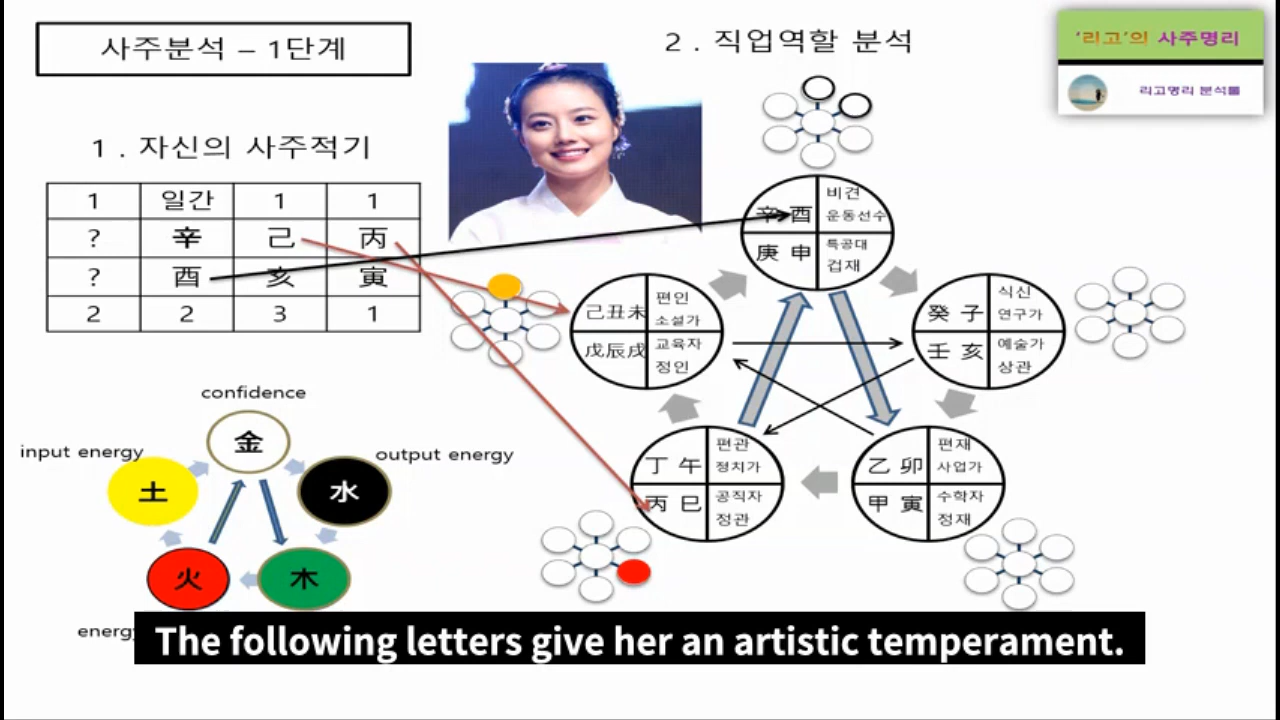 사주분석 – 1단계
2 . 직업역할 분석
'리고'의 사주명리
리고명리 분석틀
1 . 자신의 사주적기
1 일간 1 1
? 辛 己 丙
? 酉 亥 寅
2 2 3 1
辛 酉 비견
운동선수
庚 申 특공대
겁재
己丑未 편인
소설가
戊辰戌 교육자
정인
癸 子 식신
연구가
壬 亥 예술가
상관
丁 午 편관
정치가
丙 巳 공직자
정관
乙 卯 편재
사업가
甲 寅 수학자
정재
confidence
金
input energy
output energy
土
水
火
木
energy
The following letters give her an artistic temperament.